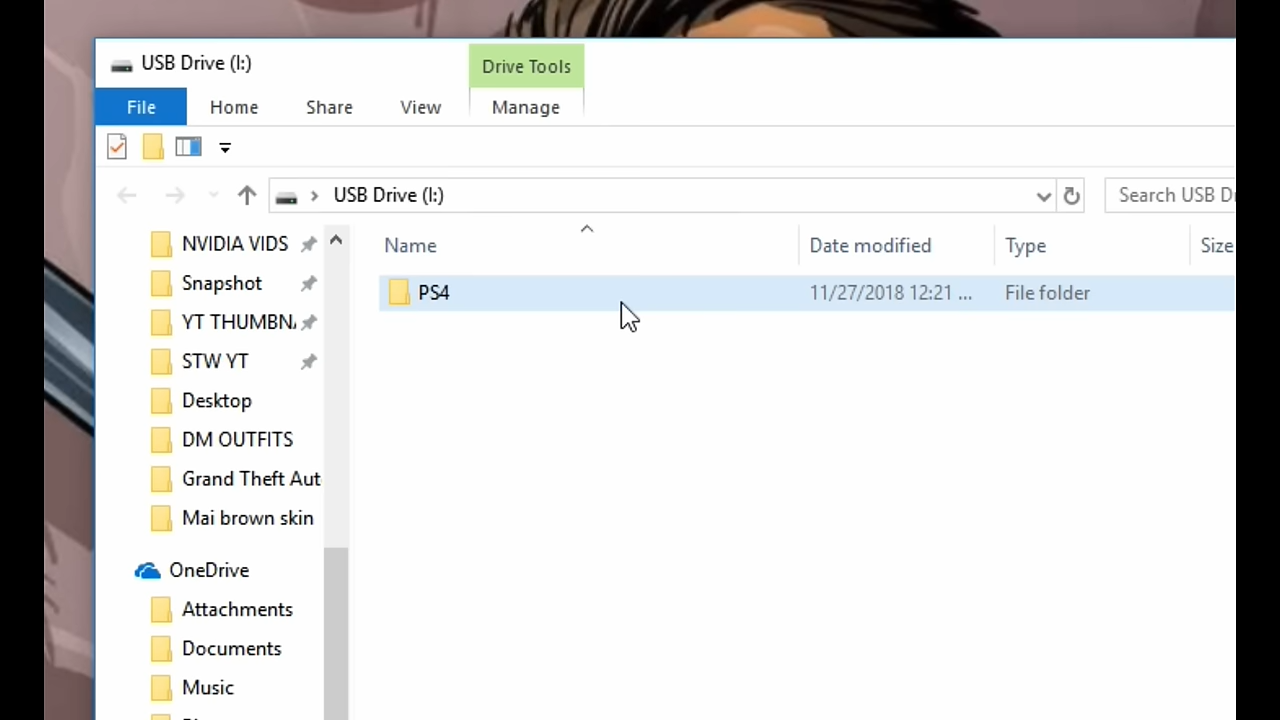 USB Drive (I:)
Drive Tools
File Home Share View Manage
USB Drive (I:)
Search USB
Name Date modified Type Size
PS4 11/27/2018 12:21 ... File folder
NVIDIA VIDS
Snapshot
YT THUMBN
STW YT
Desktop
DM OUTFITS
Grand Theft Aut
Mai brown skin
OneDrive
Attachments
Documents
Music